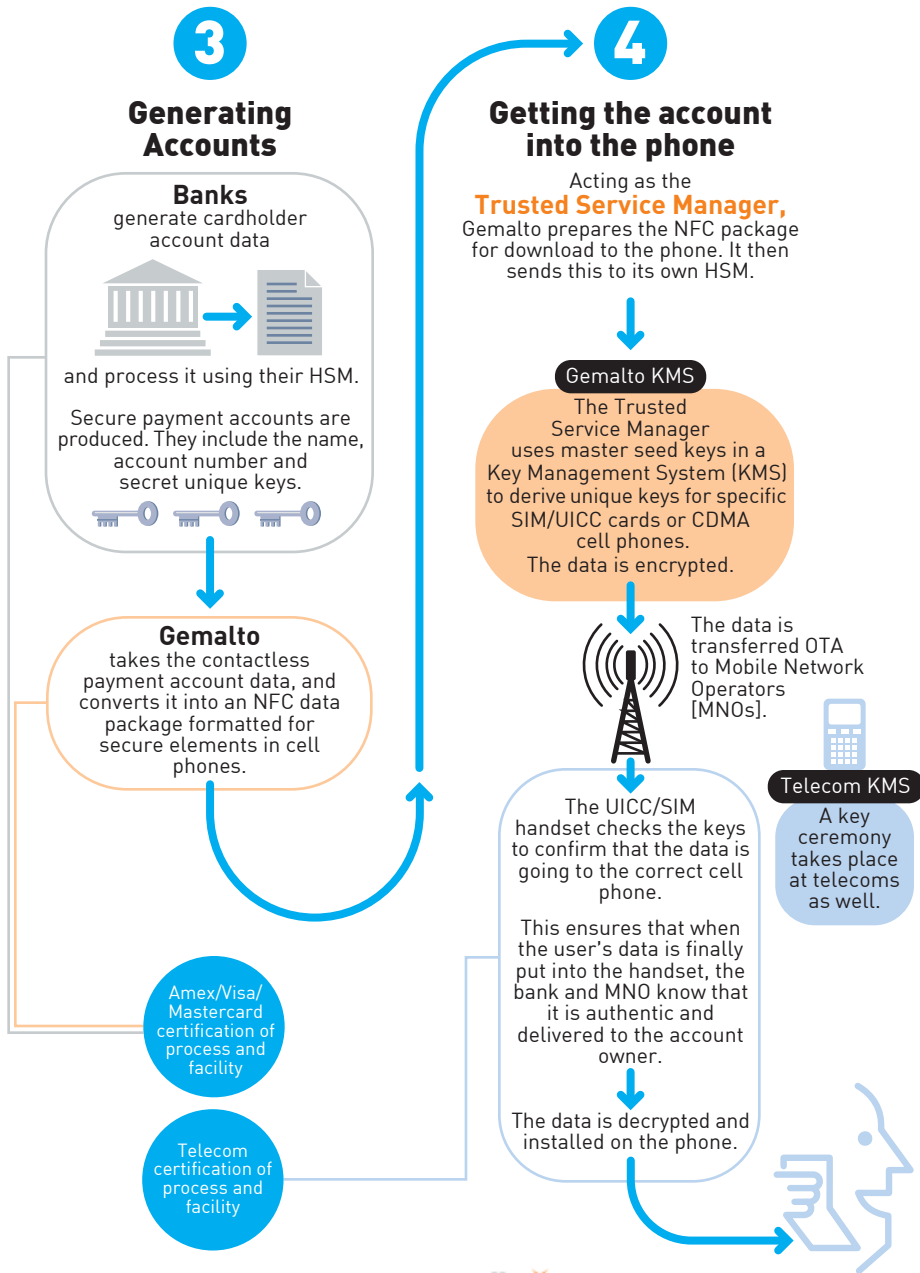 3
Generating
Accounts
Banks
generate cardholder
account data
and process it using their HSM.
Secure payment accounts are
produced. They include the name,
account number and
secret unique keys.
Gemalto
takes the contactless
payment account data, and
converts it into an NFC data
package formatted for
secure elements in cell
phones.
Amex/Visa/
Mastercard
certification of
process and
facility
Telecom
certification of
process and
facility
4
Getting the account
into the phone
Acting as the
Trusted Service Manager,
Gemalto prepares the NFC package
for download to the phone. It then
sends this to its own HSM.
Gemalto KMS
The Trusted
Service Manager
uses master seed keys in a
Key Management System (KMS)
to derive unique keys for specific
SIM/UICC cards or CDMA
cell phones.
The data is encrypted.
The data is
transferred OTA
to Mobile Network
Operators
[MNOs].
Telecom KMS
A key
ceremony
takes place
at telecoms
as well.
The UICC/SIM
handset checks the keys
to confirm that the data is
going to the correct cell
phone.
This ensures that when
the user's data is finally
put into the handset, the
bank and MNO know that
it is authentic and
delivered to the account
owner.
The data is decrypted and
installed on the phone.